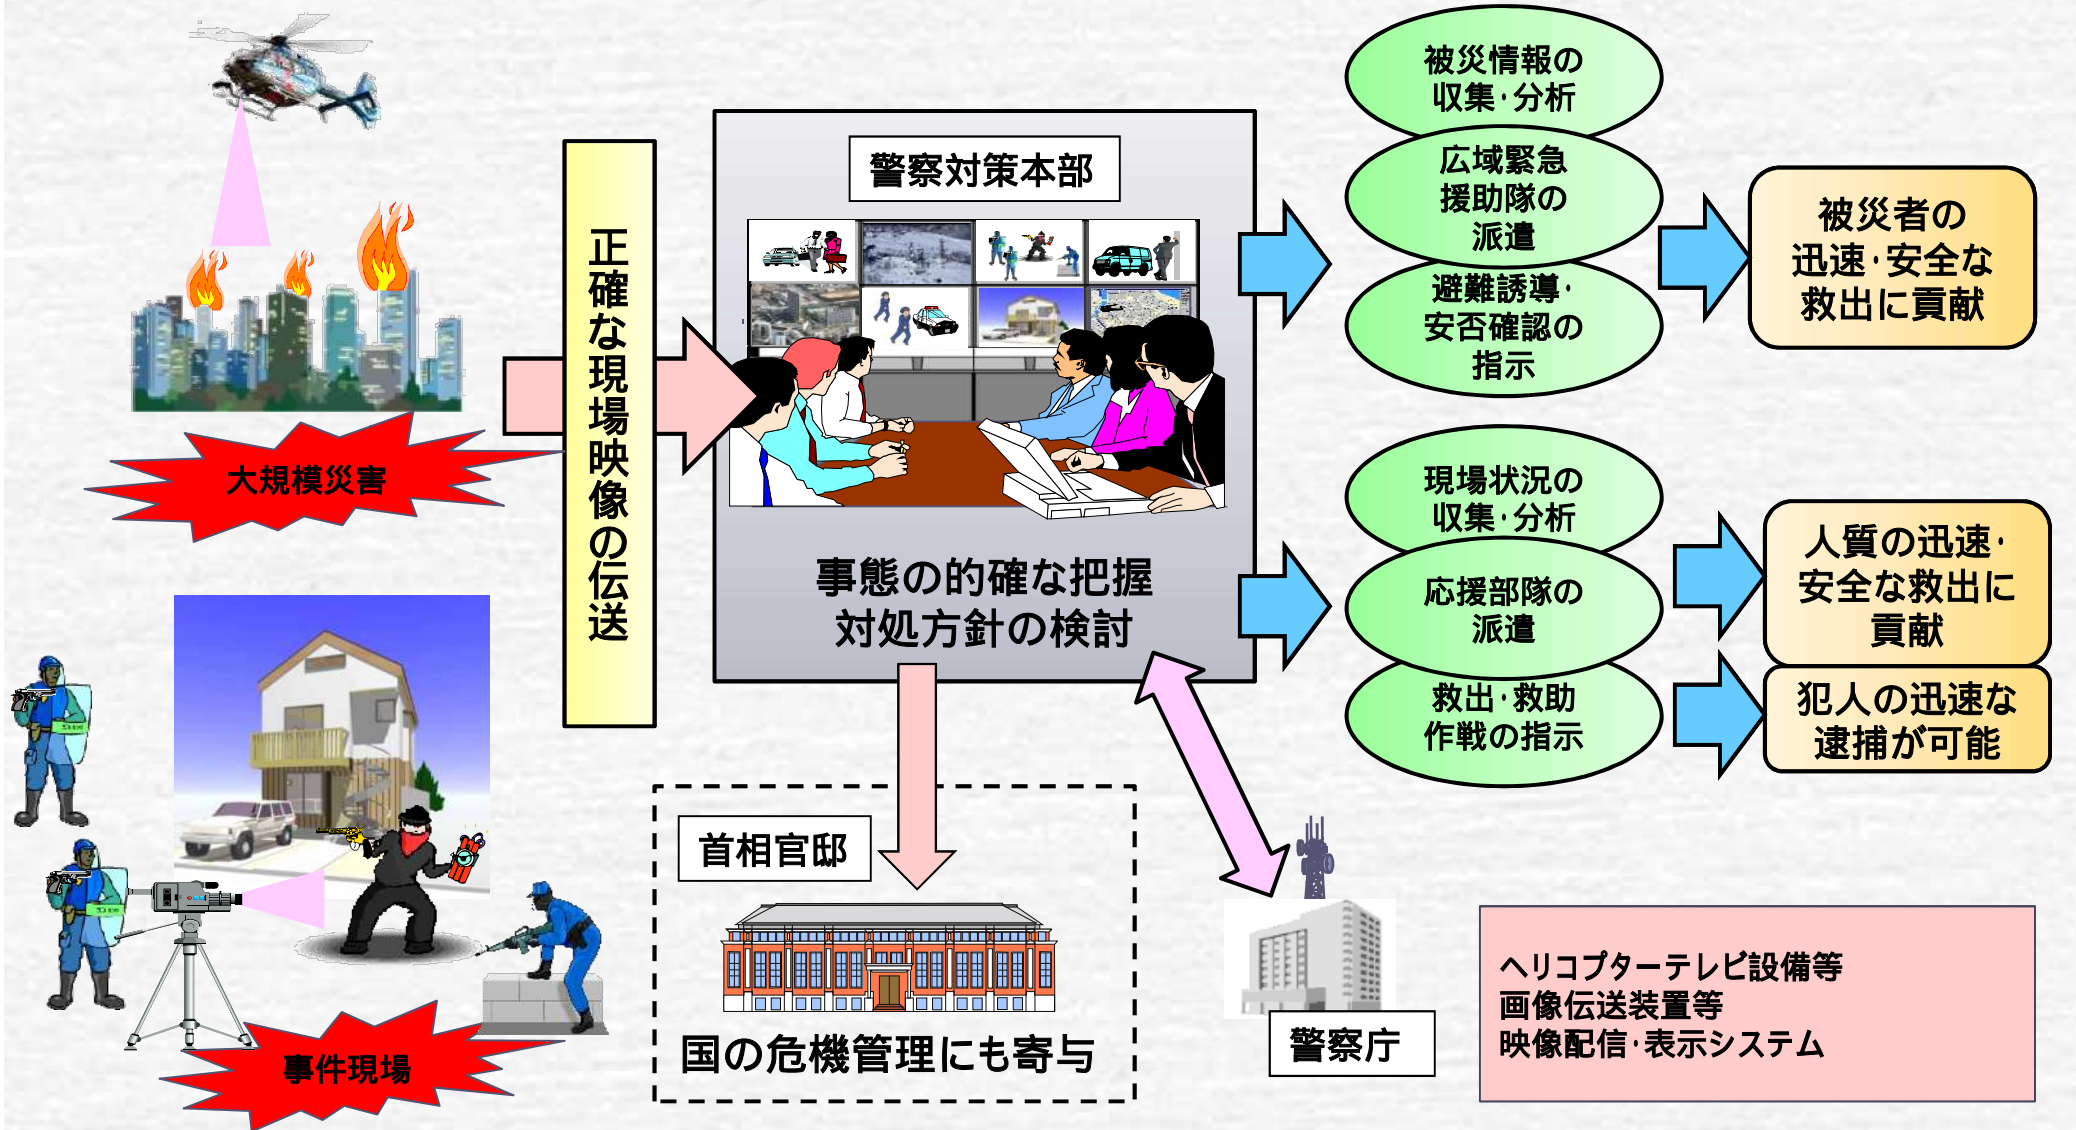 大規模災害
事件現場
正確な現場映像の伝送
警察対策本部
事態の的確な把握
対処方針の検討
首相官邸
国の危機管理にも寄与
警察庁
被災情報の
収集・分析
広域緊急
援助隊の
派遣
避難誘導・
安否確認の
指示
被災者の
迅速・安全な
救出に貢献
現場状況の
収集・分析
応援部隊の
派遣
救出・救助
作戦の指示
人質の迅速・
安全な救出に
貢献
犯人の迅速な
逮捕が可能
ヘリコプターテレビ設備等
画像伝送装置等
映像配信・表示システム